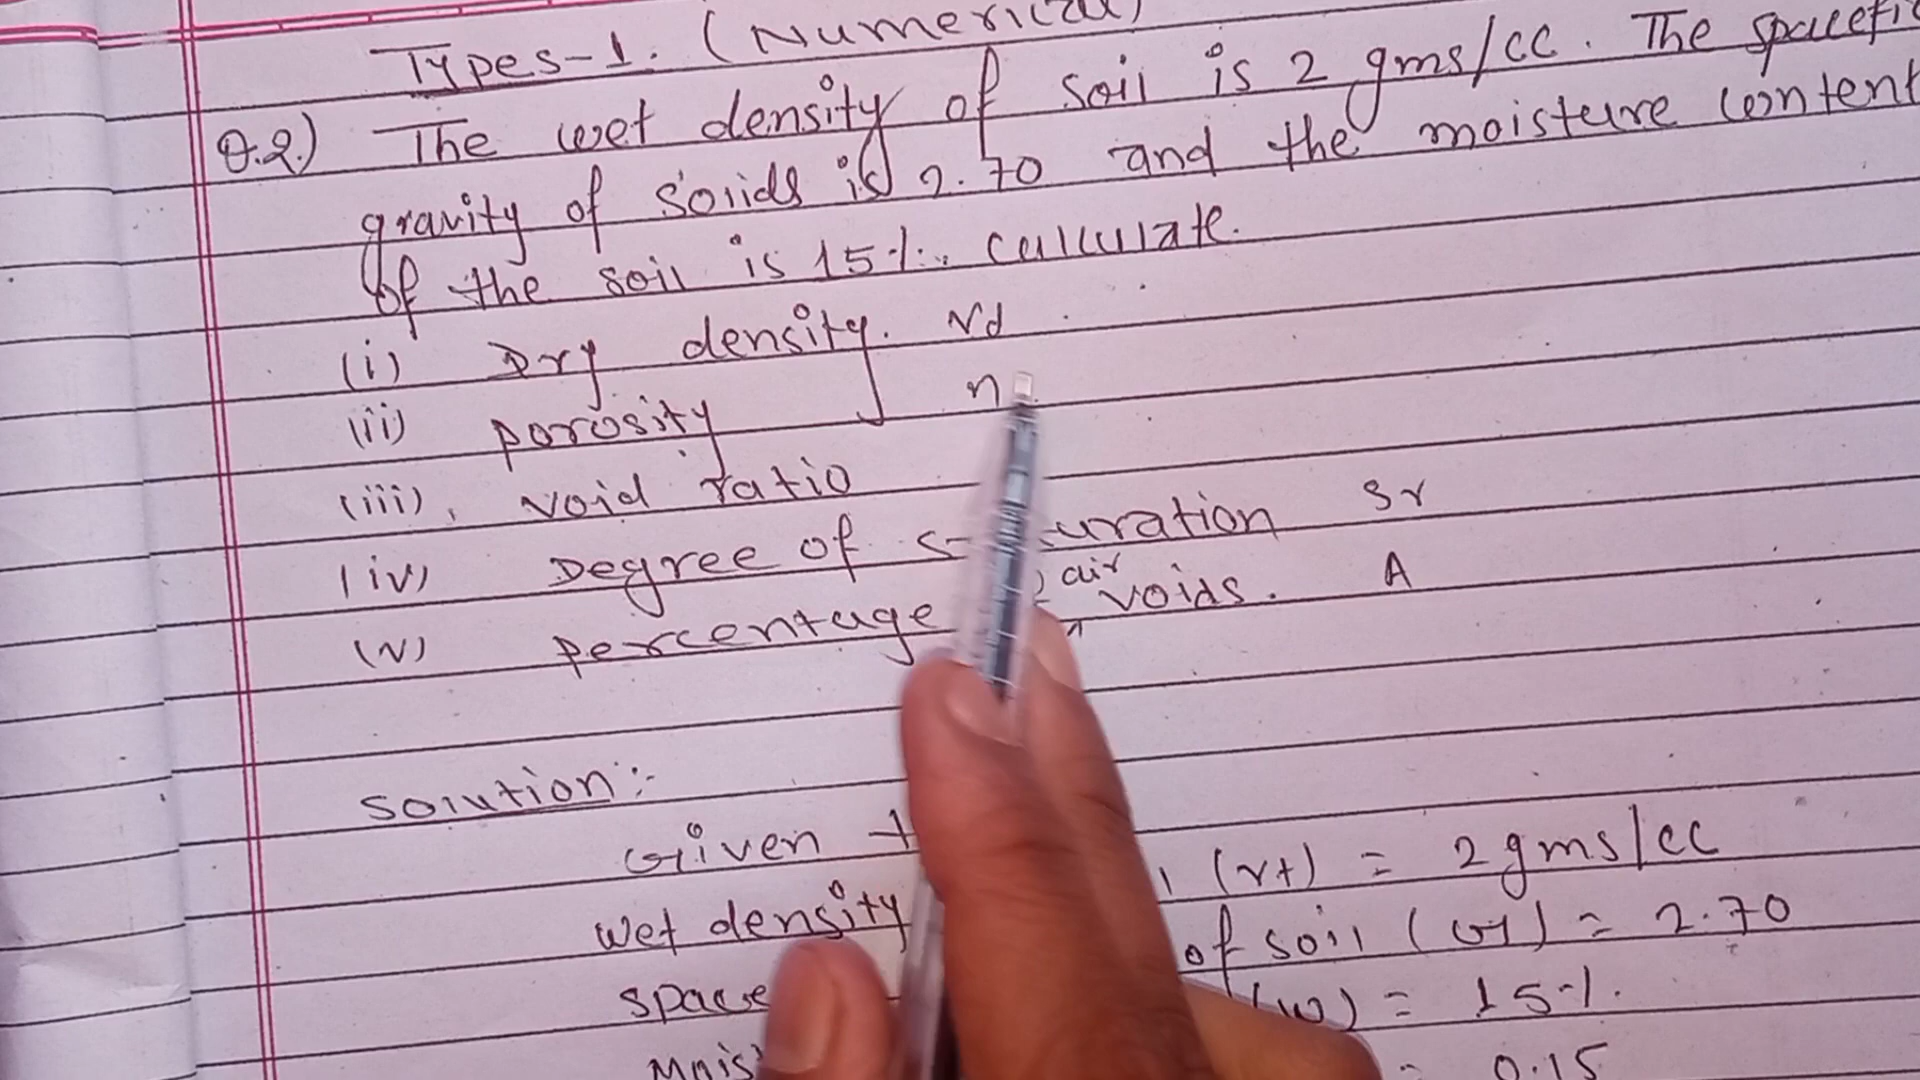 Types-1. (Numerical)
Q.2.) The wet density of soil is 2 gms/cc. The
gravity of solids is 2.70 and the moisture content
of the soil is 15%. calculate.
(i) Dry density. γd
(ii) porosity n
(iii), void ratio
(iv) Degree of saturation Sr
(v) percentage air voids. A
Solution:-
Given
wet density (γt) = 2 gms/cc
of soil (G) = 2.70
(w) = 15%.
= 0.15